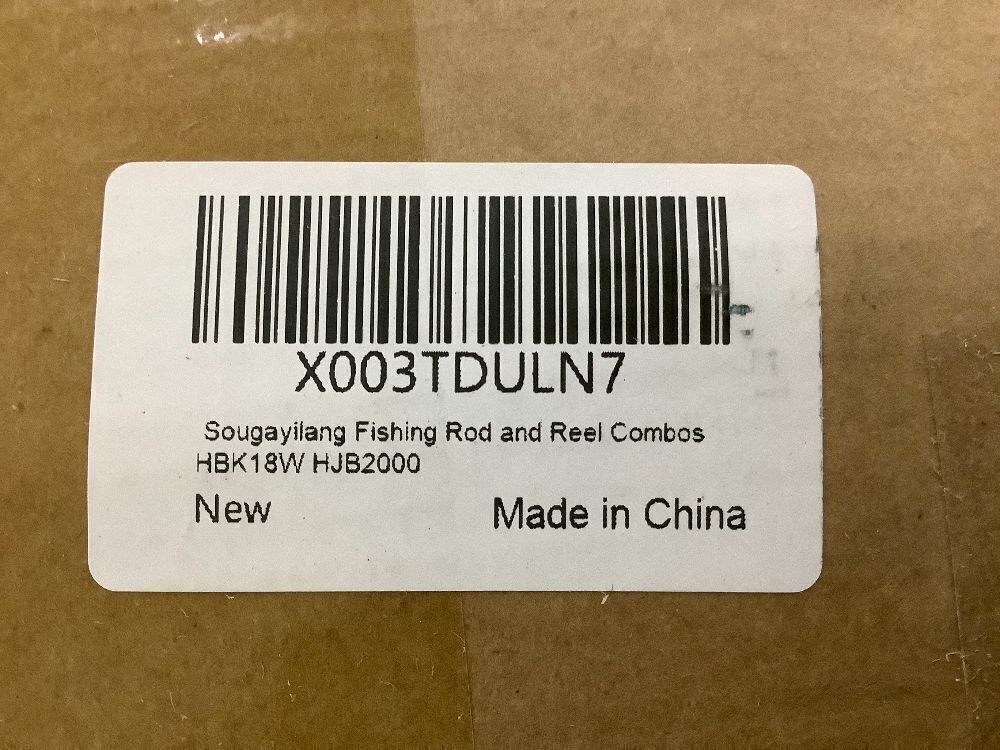 X003TDULN7
Sougayilang Fishing Rod and Reel Combos
HBK18W HJB2000
New
Made in China